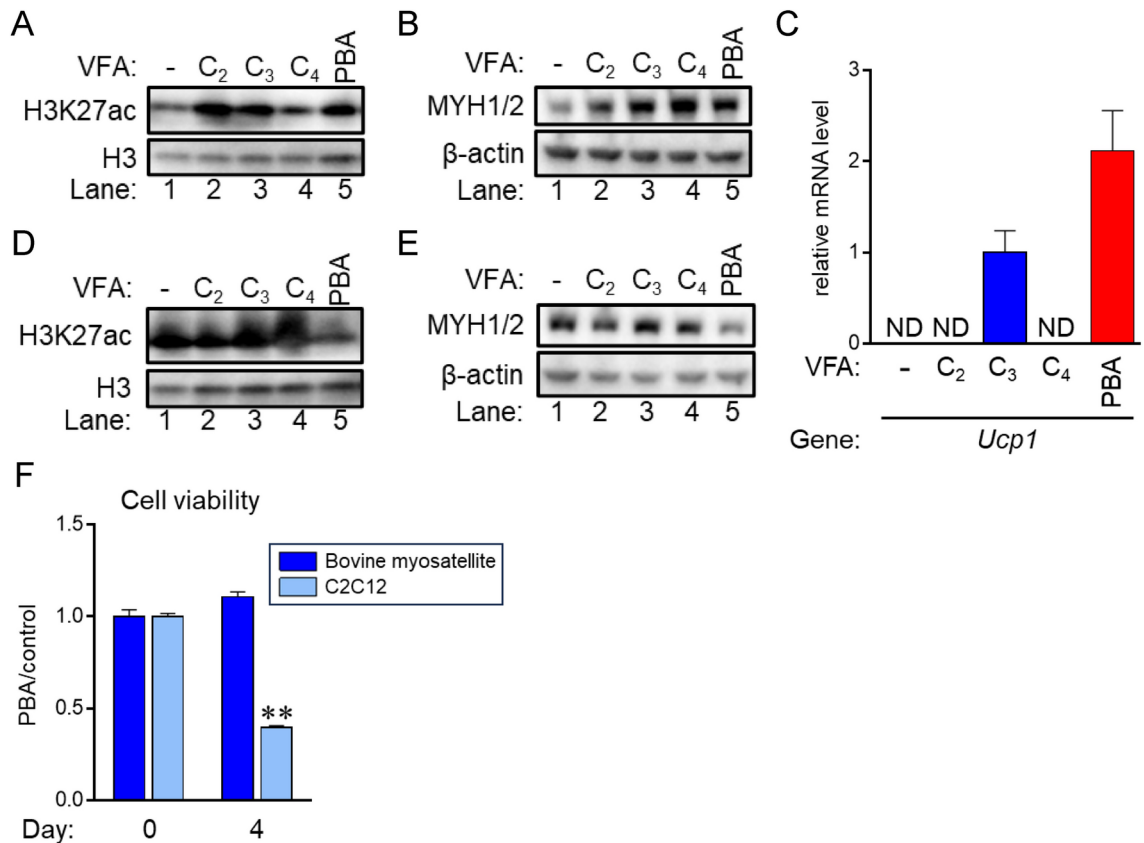 A
VFA: - C₂ C₃ C₄ PBA
H3K27ac
H3
Lane: 1 2 3 4 5
B
VFA: - C₂ C₃ C₄ PBA
MYH1/2
β-actin
Lane: 1 2 3 4 5
C
relative mRNA level
3
2
1
0
ND ND ND
VFA: - C₂ C₃ C₄ PBA
Gene: Ucp1
D
VFA: - C₂ C₃ C₄ PBA
H3K27ac
H3
Lane: 1 2 3 4 5
E
VFA: - C₂ C₃ C₄ PBA
MYH1/2
β-actin
Lane: 1 2 3 4 5
F
Cell viability
PBA/control
1.5
1.0
0.5
0.0
Bovine myosatellite
C2C12
**
Day: 0 4